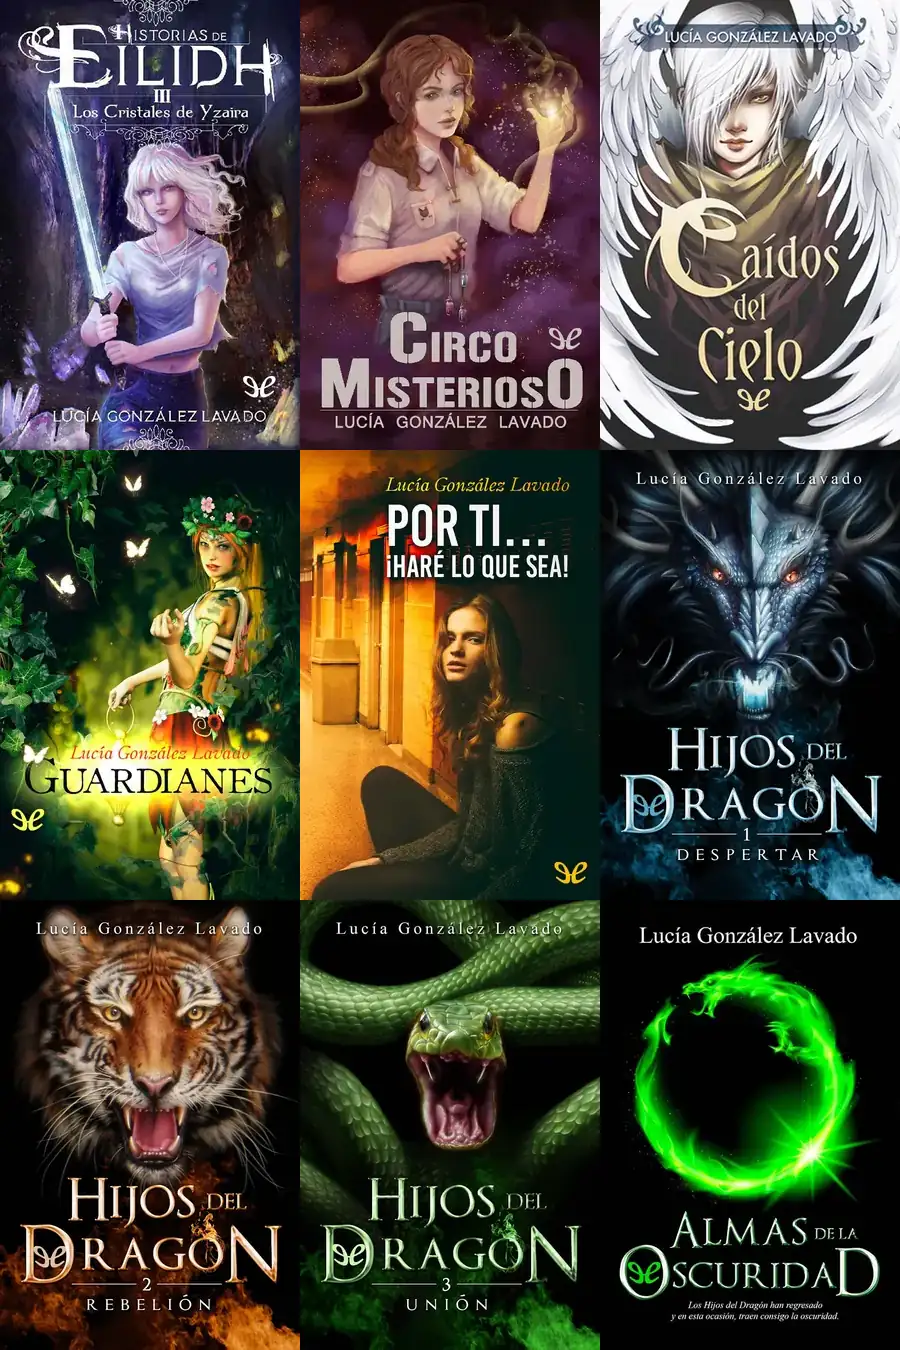 HISTORIAS DE
EILIDH
III
Los Cristales de Yzaira
LUCÍA GONZÁLEZ LAVADO
CIRCO
MISTERIOSO
LUCÍA GONZÁLEZ LAVADO
LUCÍA GONZÁLEZ LAVADO
Caídos
del
Cielo
Lucía González Lavado
GUARDIANES
Lucía González Lavado
POR TI...
¡HARÉ LO QUE SEA!
Lucía González Lavado
HIJOS DEL
DRAGÓN
1
DESPERTAR
Lucía González Lavado
HIJOS DEL
DRAGÓN
2
REBELIÓN
Lucía González Lavado
HIJOS DEL
DRAGÓN
3
UNIÓN
Lucía González Lavado
ALMAS DE LA
OSCURIDAD
Los Hijos del Dragón han regresado
y en esta ocasión, traen consigo la oscuridad.